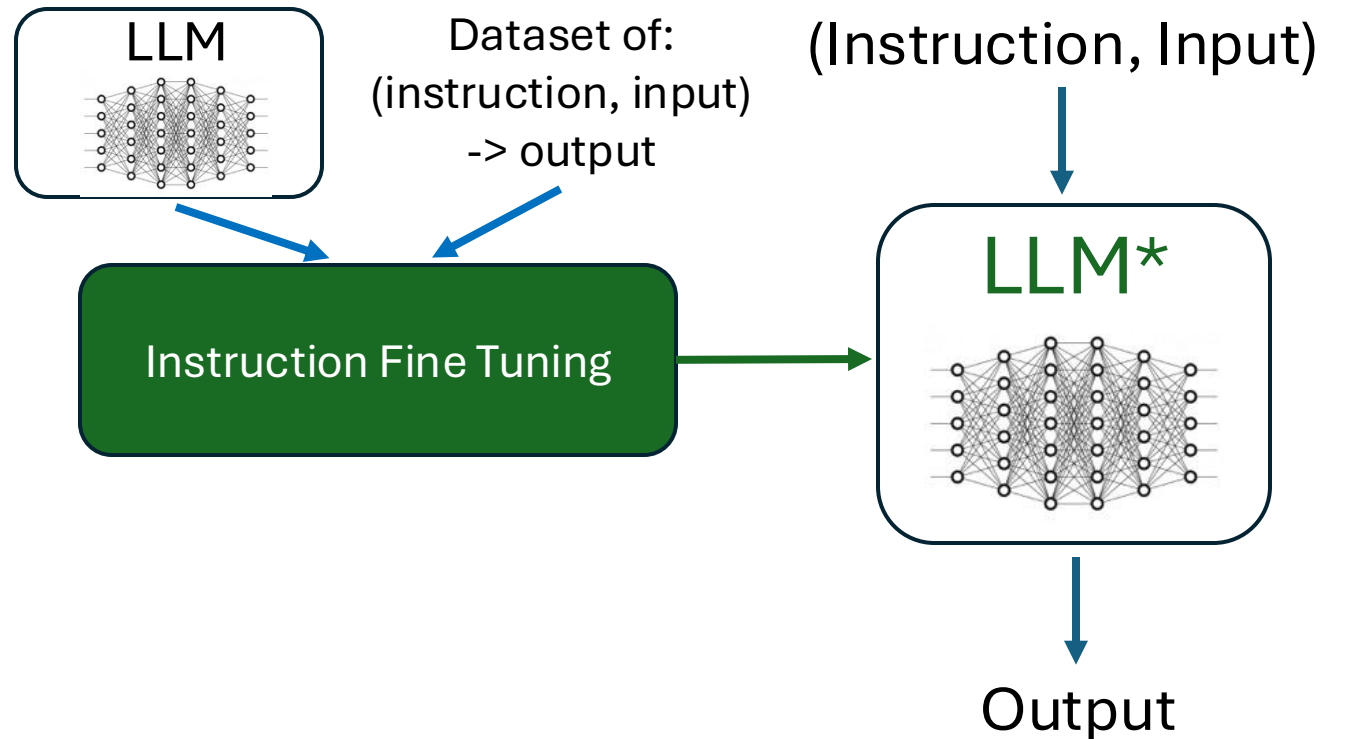 LLM
Dataset of:
(instruction, input)
-> output
(Instruction, Input)
Instruction Fine Tuning
LLM*
Output